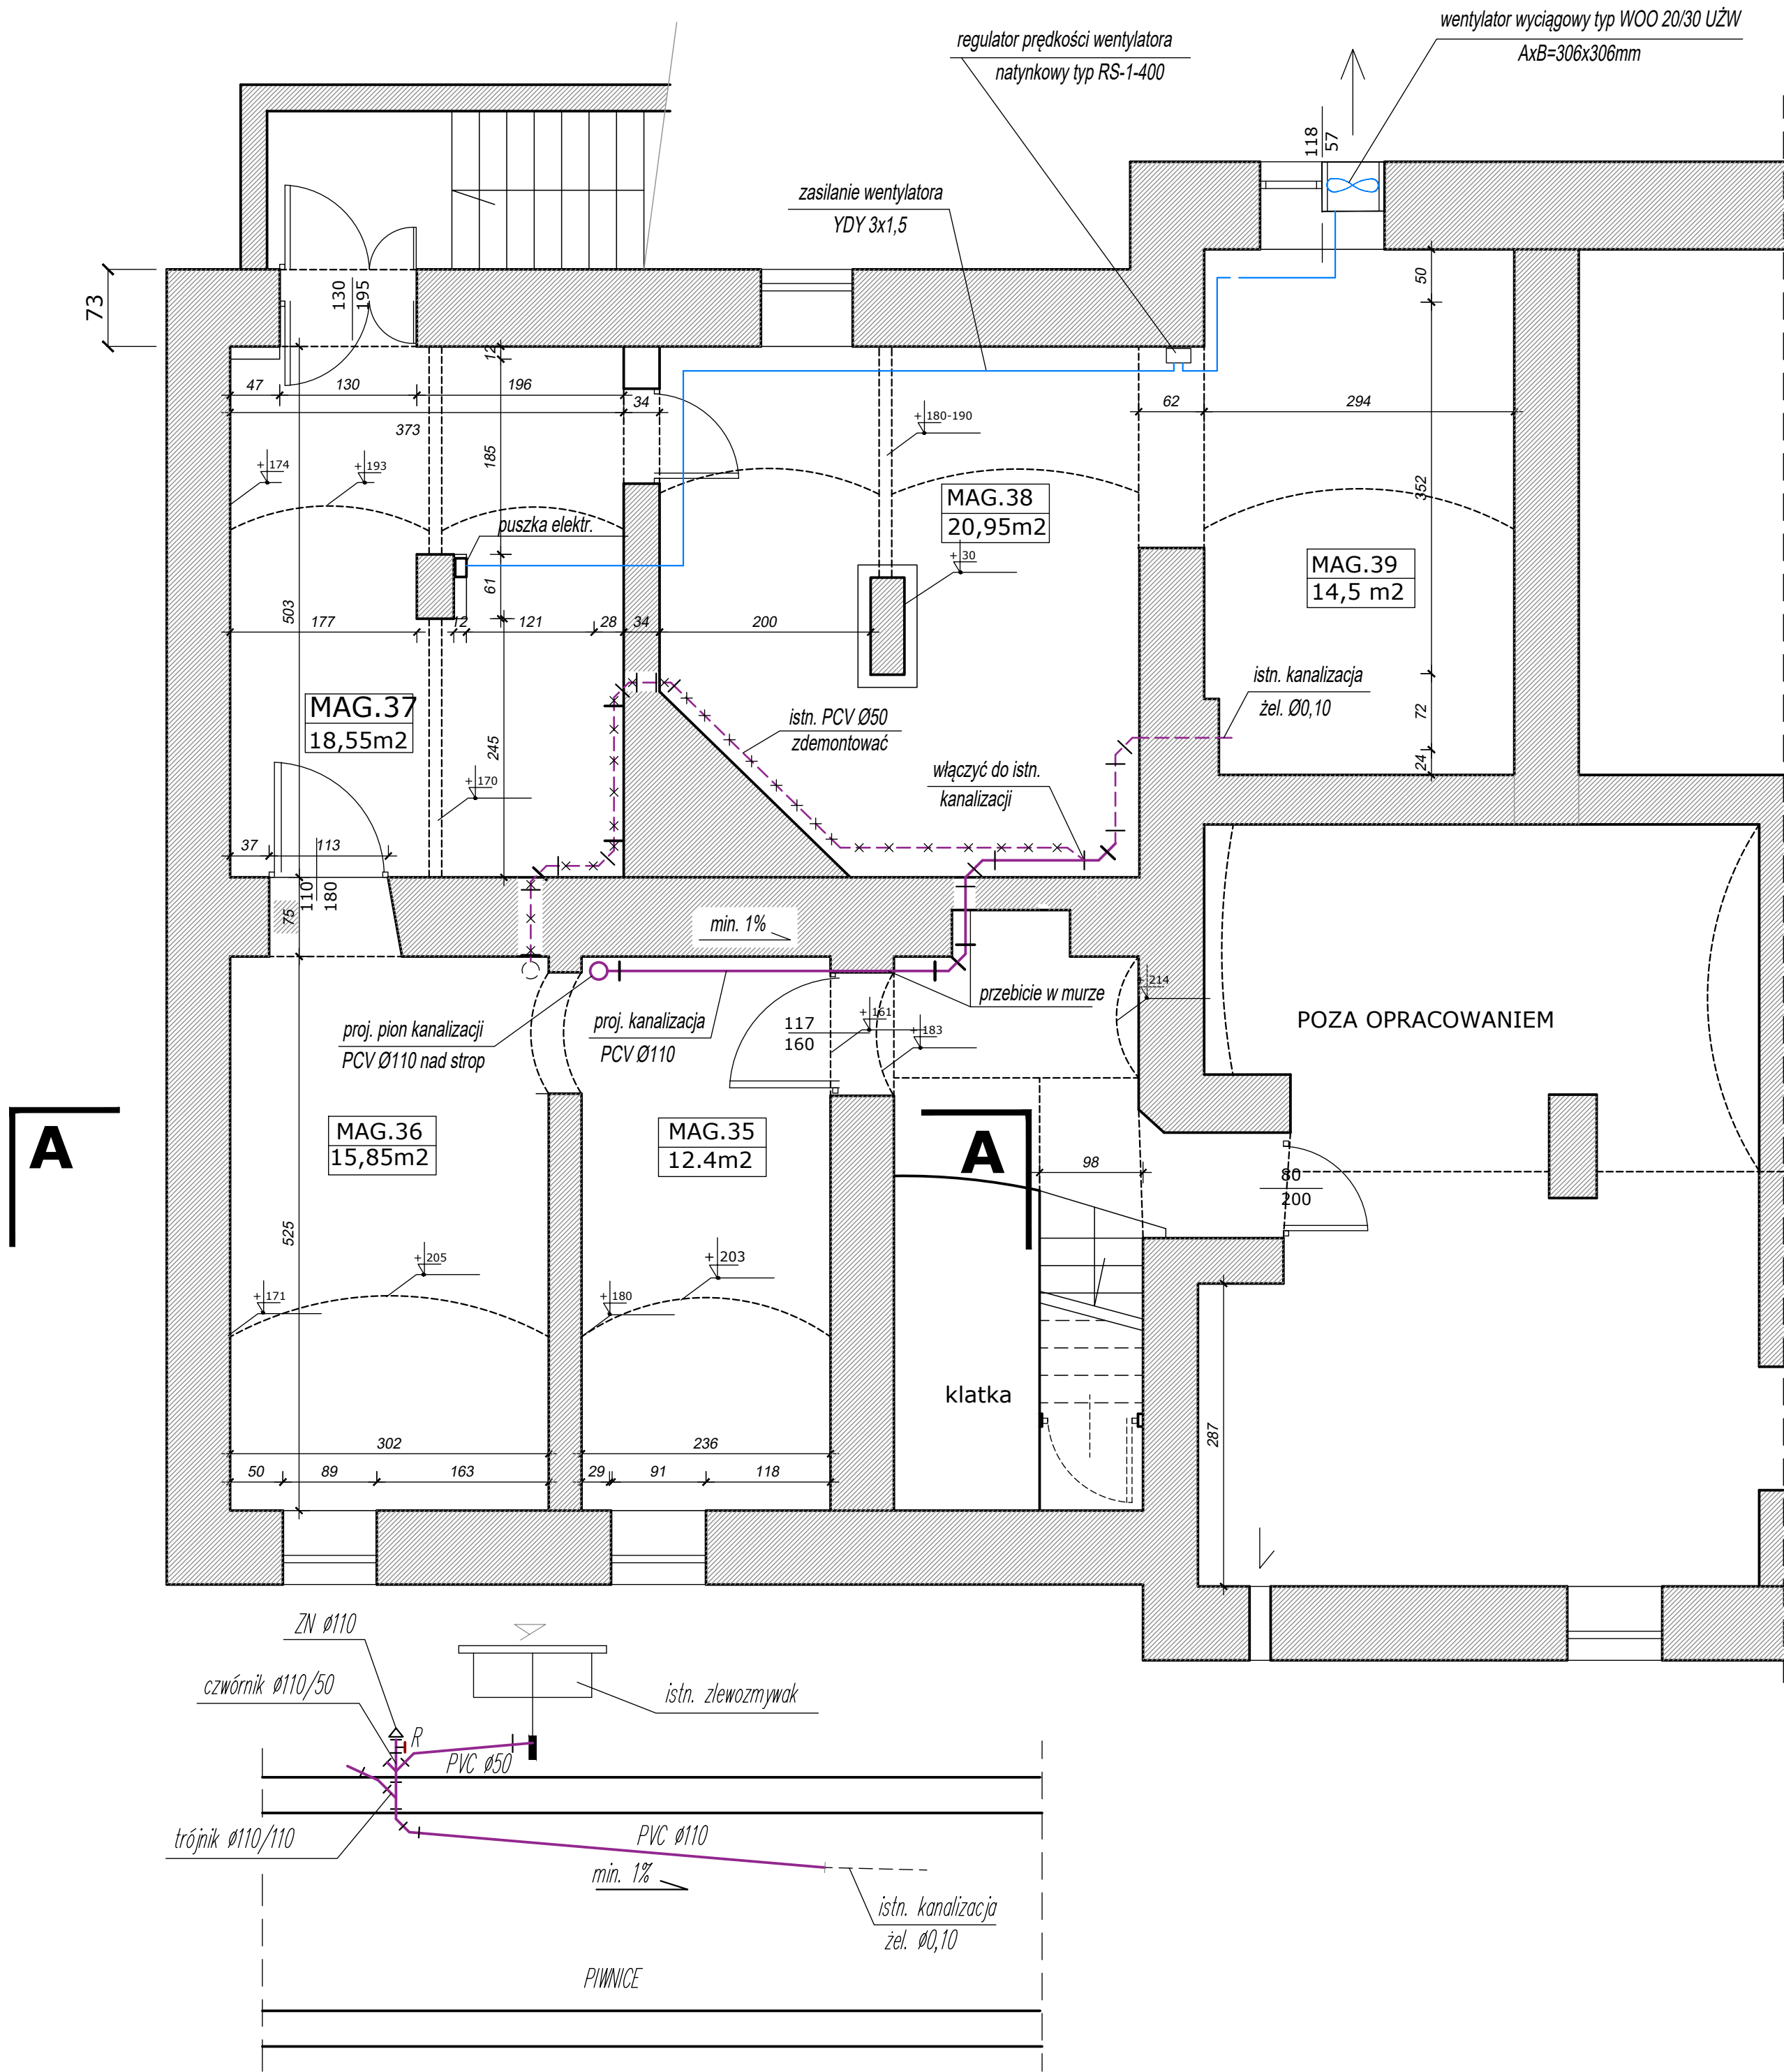 wentylator wyciągowy typ WOO 20/30 UŻW
AxB=306x306mm
regulator prędkości wentylatora
natynkowy typ RS-1-400
118
57
zasilanie wentylatora
YDY 3x1,5
73
130
195
12
50
47
130
196
34
373
62
294
185
+180-190
+174
+193
352
MAG.38
20,95m2
puszka elektr.
+30
MAG.39
14,5 m2
61
503
177
12
121
28
34
200
istn. kanalizacja
żel. Ø0,10
MAG.37
18,55m2
istn. PCV Ø50
zdemontować
72
245
włączyć do istn.
kanalizacji
24
+170
37
113
110
180
75
min. 1%
przebicie w murze
+214
proj. pion kanalizacji
PCV Ø110 nad strop
proj. kanalizacja
PCV Ø110
117
160
+161
+183
POZA OPRACOWANIEM
A
MAG.36
15,85m2
MAG.35
12.4m2
A
98
80
200
525
+205
+203
+171
+180
klatka
287
302
236
50
89
163
29
91
118
ZN Ø110
czwórnik Ø110/50
istn. zlewozmywak
R
PVC Ø50
trójnik Ø110/110
PVC Ø110
min. 1%
istn. kanalizacja
żel. Ø0,10
PIWNICE